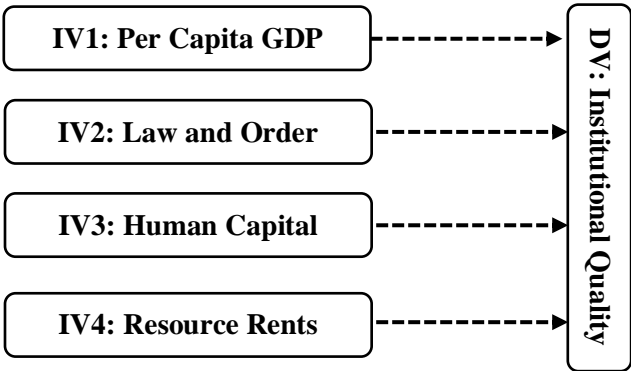 IV1: Per Capita GDP
IV2: Law and Order
IV3: Human Capital
IV4: Resource Rents
DV: Institutional Quality